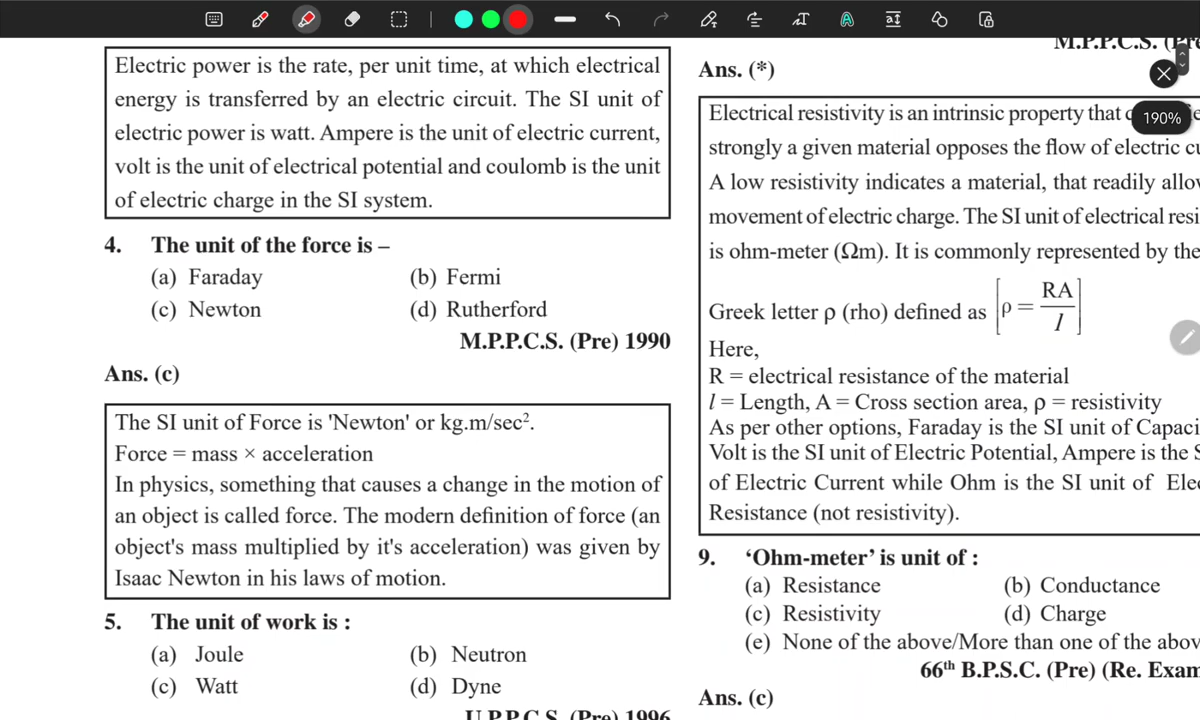 Electric power is the rate, per unit time, at which electrical
energy is transferred by an electric circuit. The SI unit of
electric power is watt. Ampere is the unit of electric current,
volt is the unit of electrical potential and coulomb is the unit
of electric charge in the SI system.
4. The unit of the force is –
(a) Faraday (b) Fermi
(c) Newton (d) Rutherford
M.P.P.C.S. (Pre) 1990
Ans. (c)
The SI unit of Force is 'Newton' or kg.m/sec².
Force = mass × acceleration
In physics, something that causes a change in the motion of
an object is called force. The modern definition of force (an
object's mass multiplied by it's acceleration) was given by
Isaac Newton in his laws of motion.
5. The unit of work is :
(a) Joule (b) Neutron
(c) Watt (d) Dyne
U.P.P.C.S. (Pre) 1996
M.P.P.C.S. (Pre
Ans. (*)
190%
Electrical resistivity is an intrinsic property that
strongly a given material opposes the flow of electric
A low resistivity indicates a material, that readily
movement of electric charge. The SI unit of electrical
is ohm-meter (Ωm). It is commonly represented by the
Greek letter ρ (rho) defined as [ρ = RA/l]
Here,
R = electrical resistance of the material
l = Length, A = Cross section area, ρ = resistivity
As per other options, Faraday is the SI unit of
Volt is the SI unit of Electric Potential, Ampere is the
of Electric Current while Ohm is the SI unit of
Resistance (not resistivity).
9. ‘Ohm-meter’ is unit of :
(a) Resistance (b) Conductance
(c) Resistivity (d) Charge
(e) None of the above/More than one of the
66th B.P.S.C. (Pre) (Re. Exam
Ans. (c)